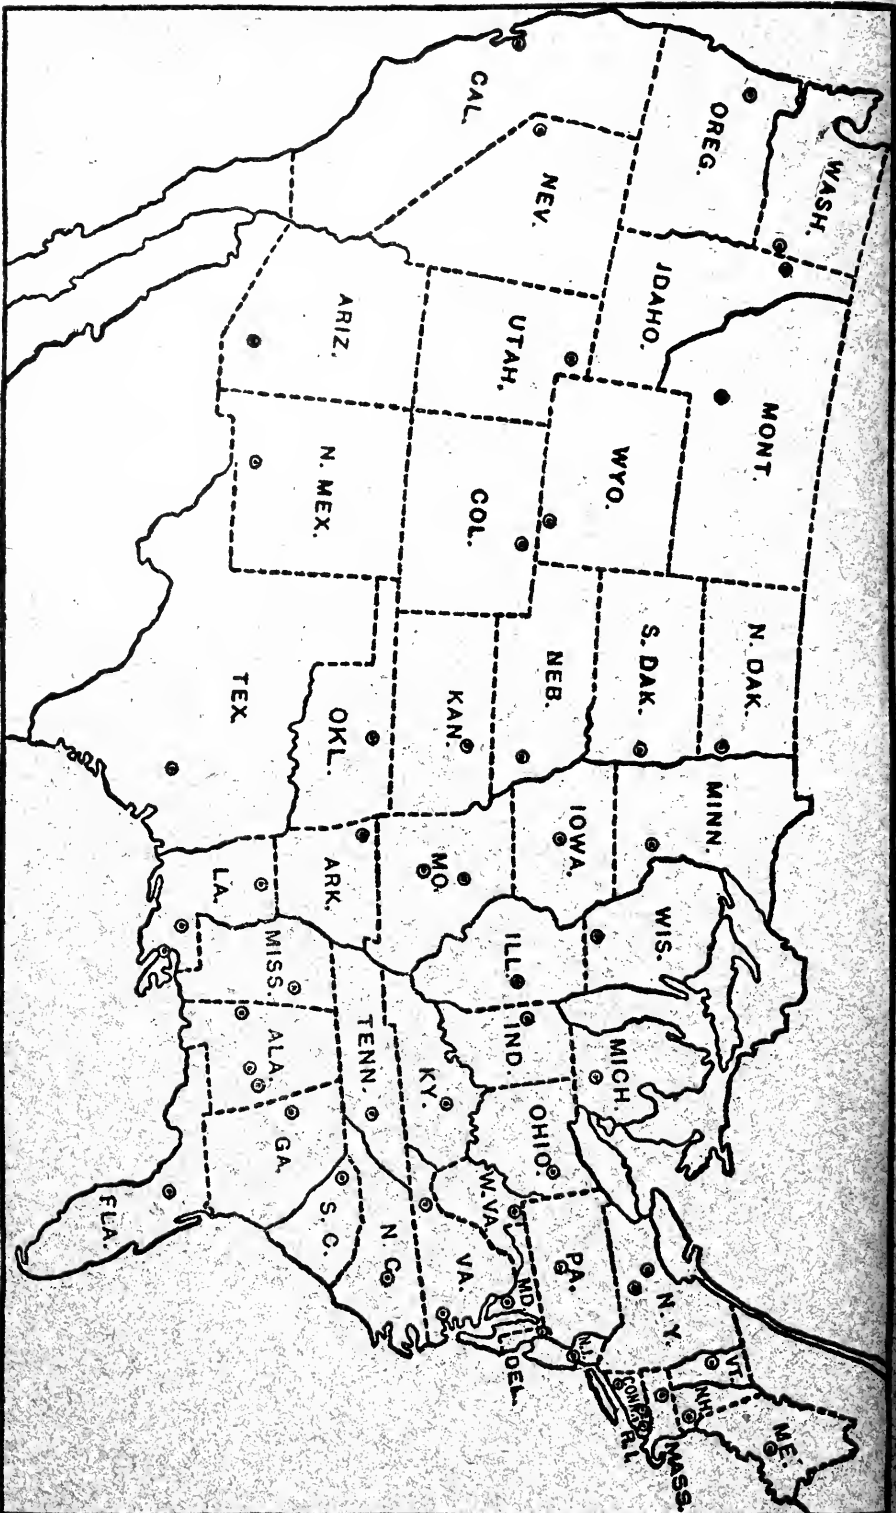 WASH.
OREG.
CAL.
NEV.
IDAHO.
MONT.
WYO.
UTAH.
COL.
ARIZ.
N. MEX.
N. DAK.
S. DAK.
NEB.
KAN.
OKL.
TEX.
MINN.
IOWA.
MO.
ARK.
LA.
WIS.
ILL.
MICH.
IND.
OHIO.
KY.
TENN.
MISS.
ALA.
GA.
FLA.
S. C.
N. C.
VA.
W. VA.
MD.
DEL.
PA.
N.J.
N. Y.
CONN.
R.I.
MASS.
VT.
N.H.
ME.